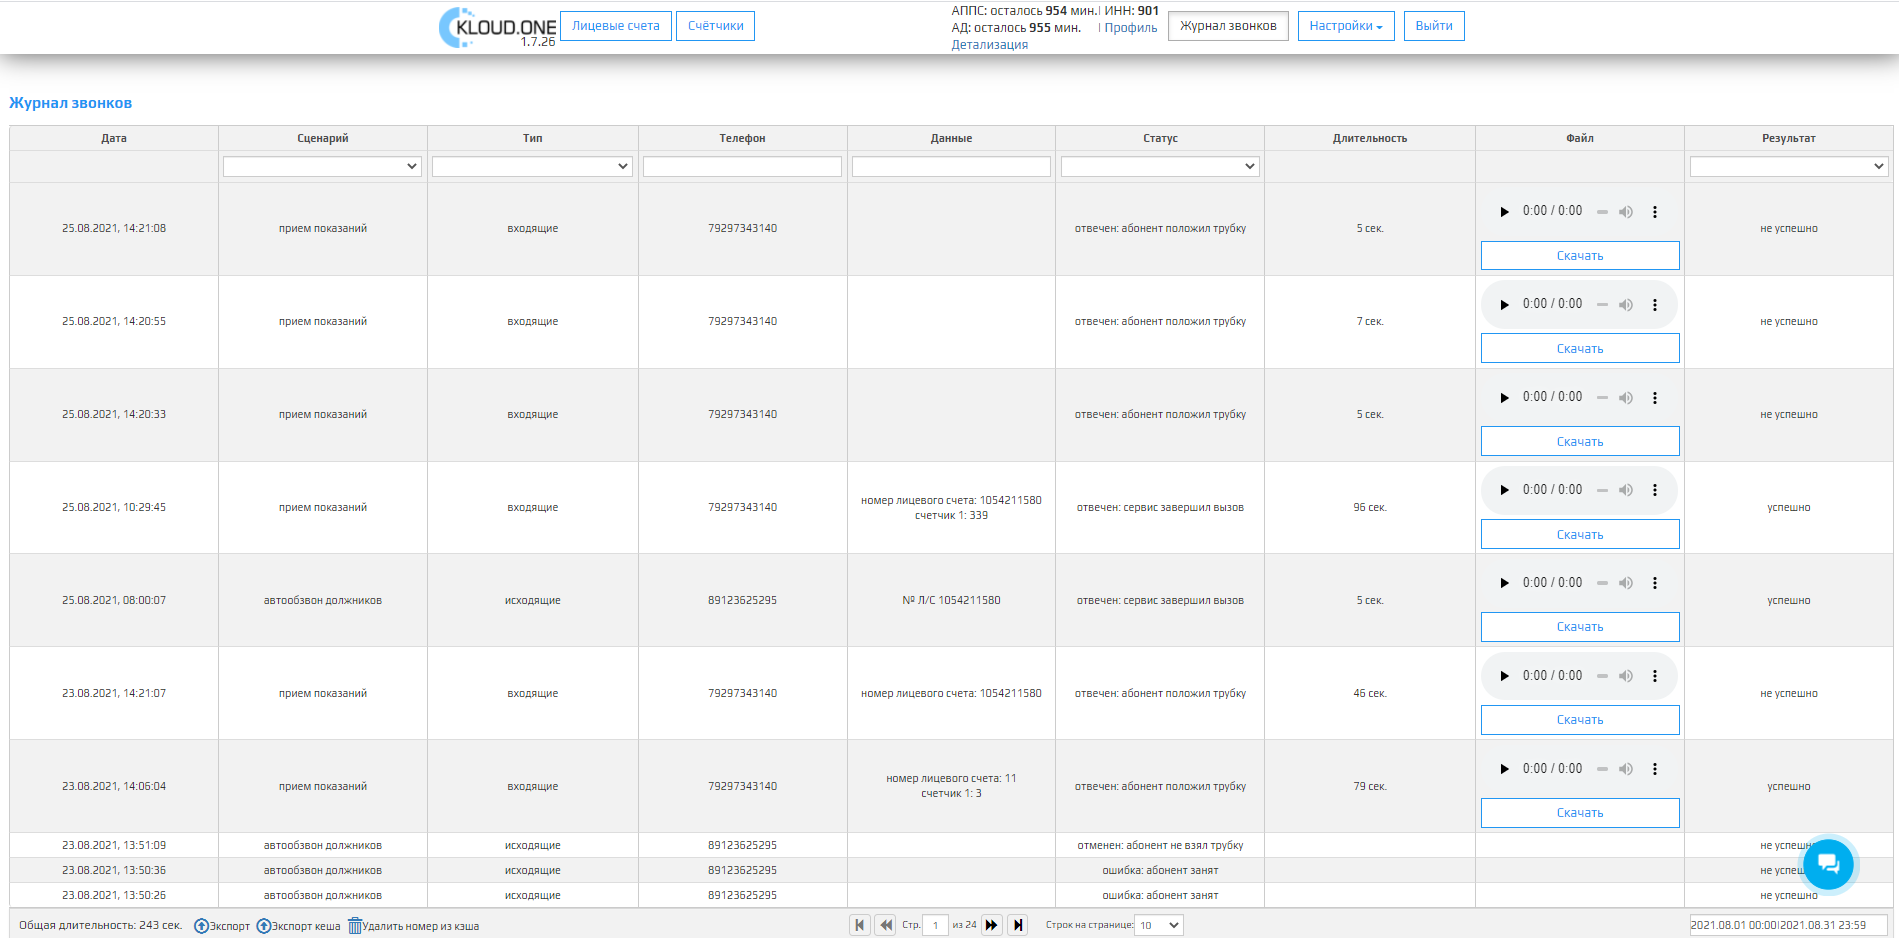 KLOUD.ONE
1.7.26
Лицевые счета
Счётчики
АППС: осталось 954 мин.| ИНН: 901
АД: осталось 955 мин. | Профиль
Детализация
Журнал звонков
Настройки
Выйти
Журнал звонков
Дата Сценарий Тип Телефон Данные Статус Длительность Файл Результат
0:00 / 0:00
25.08.2021, 14:21:08 прием показаний входящие 79297343140 отвечен: абонент положил трубку 5 сек. не успешно
Скачать
0:00 / 0:00
25.08.2021, 14:20:55 прием показаний входящие 79297343140 отвечен: абонент положил трубку 7 сек. не успешно
Скачать
0:00 / 0:00
25.08.2021, 14:20:33 прием показаний входящие 79297343140 отвечен: абонент положил трубку 5 сек. не успешно
Скачать
0:00 / 0:00
номер лицевого счета: 1054211580
25.08.2021, 10:29:45 прием показаний входящие 79297343140 отвечен: сервис завершил вызов 96 сек. успешно
счетчик 1: 339
Скачать
0:00 / 0:00
25.08.2021, 08:00:07 автообзвон должников исходящие 89123625295 № Л/С 1054211580 отвечен: сервис завершил вызов 5 сек. успешно
Скачать
0:00 / 0:00
23.08.2021, 14:21:07 прием показаний входящие 79297343140 номер лицевого счета: 1054211580 отвечен: абонент положил трубку 46 сек. не успешно
Скачать
0:00 / 0:00
номер лицевого счета: 11
23.08.2021, 14:06:04 прием показаний входящие 79297343140 отвечен: абонент положил трубку 79 сек. успешно
счетчик 1: 3
Скачать
23.08.2021, 13:51:09 автообзвон должников исходящие 89123625295 отменен: абонент не взял трубку не успешн
23.08.2021, 13:50:36 автообзвон должников исходящие 89123625295 ошибка: абонент занят не успеш
23.08.2021, 13:50:26 автообзвон должников исходящие 89123625295 ошибка: абонент занят не успешно
Общая длительность: 243 сек. Экспорт Экспорт кеша Удалить номер из кэша Стр. 1 из 24 Строк на странице: 10 2021.08.01 00:00|2021.08.31 23:59